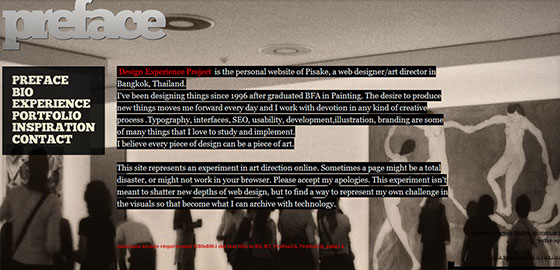 preface
PREFACE
BIO
EXPERIENCE
PORTFOLIO
INSPIRATION
CONTACT
Design Experience Project is the personal website of Pisake, a web designer/art director in
Bangkok, Thailand.
I've been designing things since 1996 after graduated BFA in Painting. The desire to produce
new things moves me forward every day and I work with devotion in any kind of creative
process .Typography, interfaces, SEO, usability, development,illustration, branding are some
of many things that I love to study and implement.
I believe every piece of design can be a piece of art.
This site represents an experiment in art direction online. Sometimes a page might be a total
disaster, or might not work in your browser. Please accept my apologies. This experiment isn't
meant to shatter new depths of web design, but to find a way to represent my own challenge in
the visuals so that become what I can archive with technology.